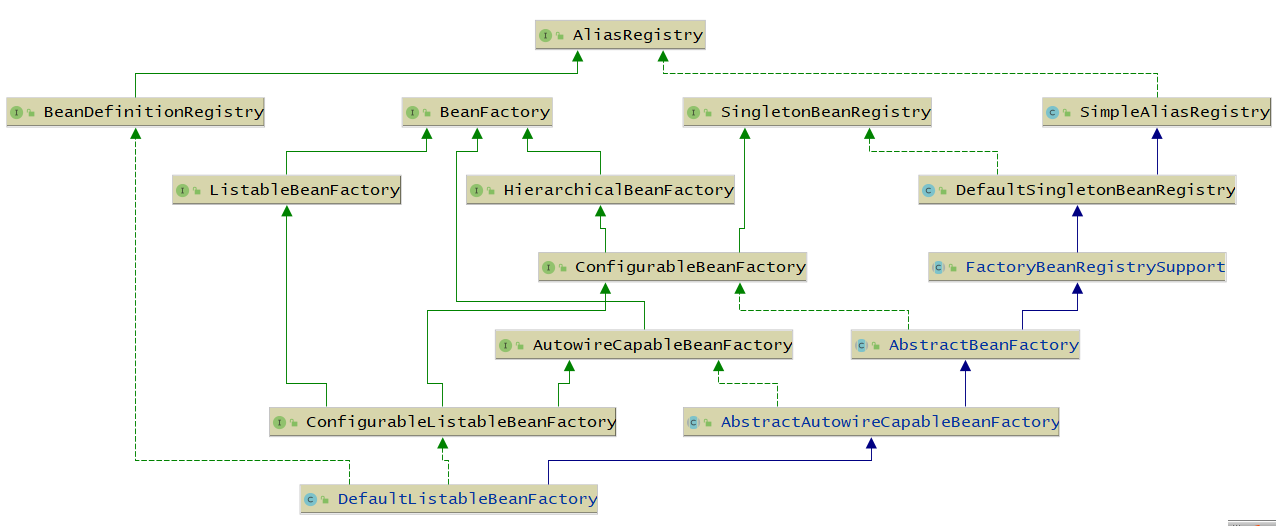 AliasRegistry
BeanDefinitionRegistry
BeanFactory
SingletonBeanRegistry
SimpleAliasRegistry
ListableBeanFactory
HierarchicalBeanFactory
DefaultSingletonBeanRegistry
ConfigurableBeanFactory
FactoryBeanRegistrySupport
AutowireCapableBeanFactory
AbstractBeanFactory
ConfigurableListableBeanFactory
AbstractAutowireCapableBeanFactory
DefaultListableBeanFactory